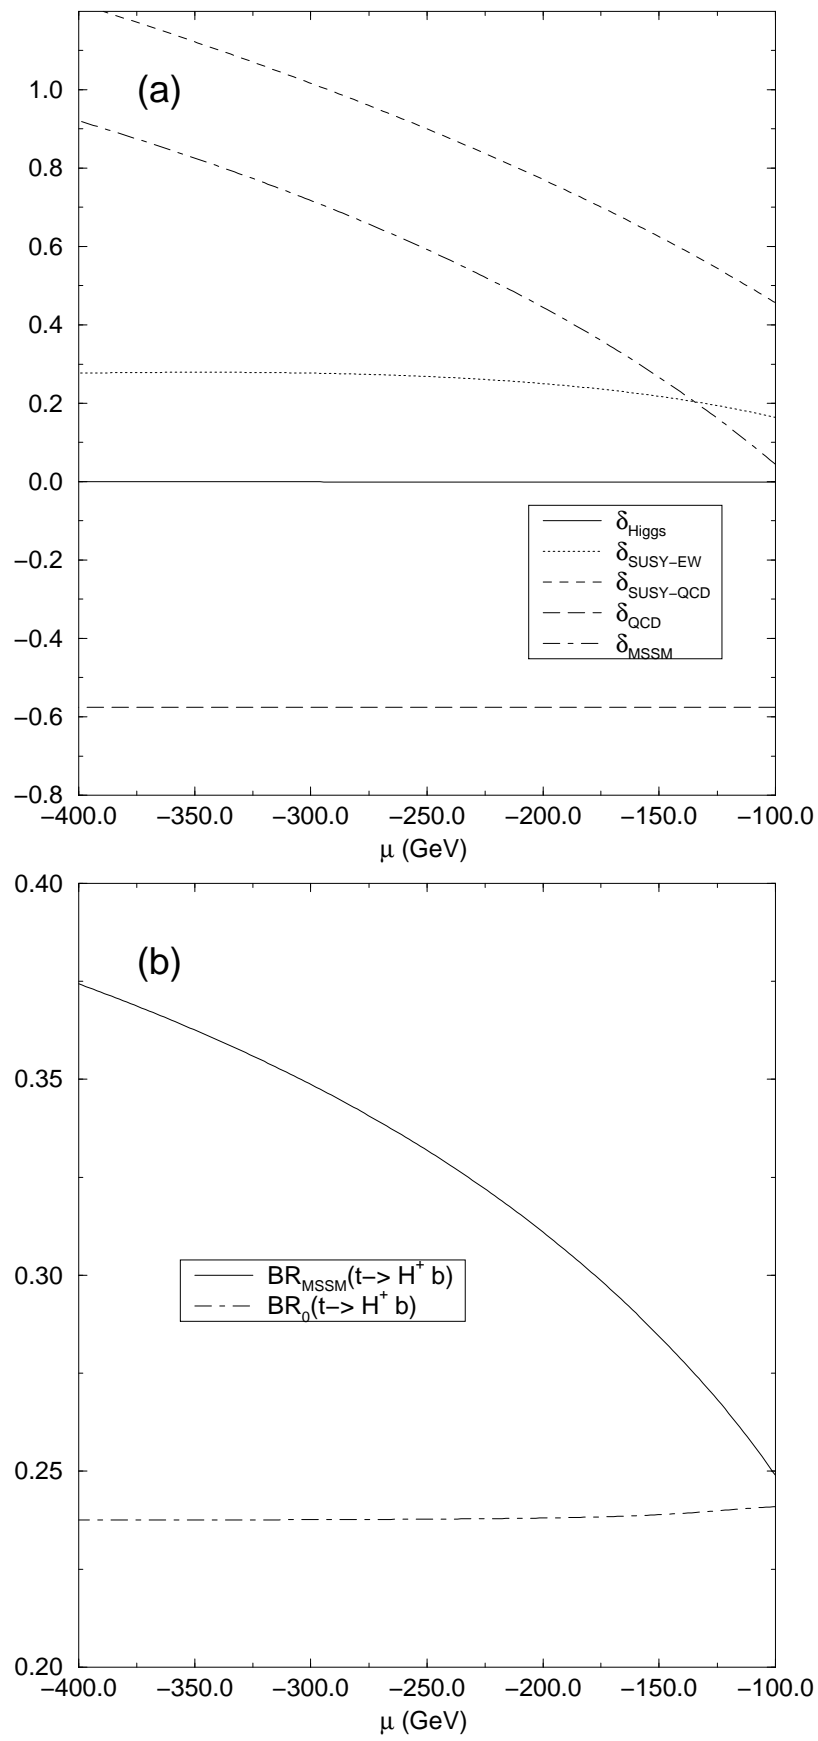 (a)
1.0
0.8
0.6
0.4
0.2
0.0
−0.2
−0.4
−0.6
−0.8
δHiggs
δSUSY−EW
δSUSY−QCD
δQCD
δMSSM
−400.0 −350.0 −300.0 −250.0 −200.0 −150.0 −100.0
μ (GeV)
(b)
0.40
0.35
0.30
0.25
0.20
BRMSSM(t−> H+ b)
BR0(t−> H+ b)
−400.0 −350.0 −300.0 −250.0 −200.0 −150.0 −100.0
μ (GeV)